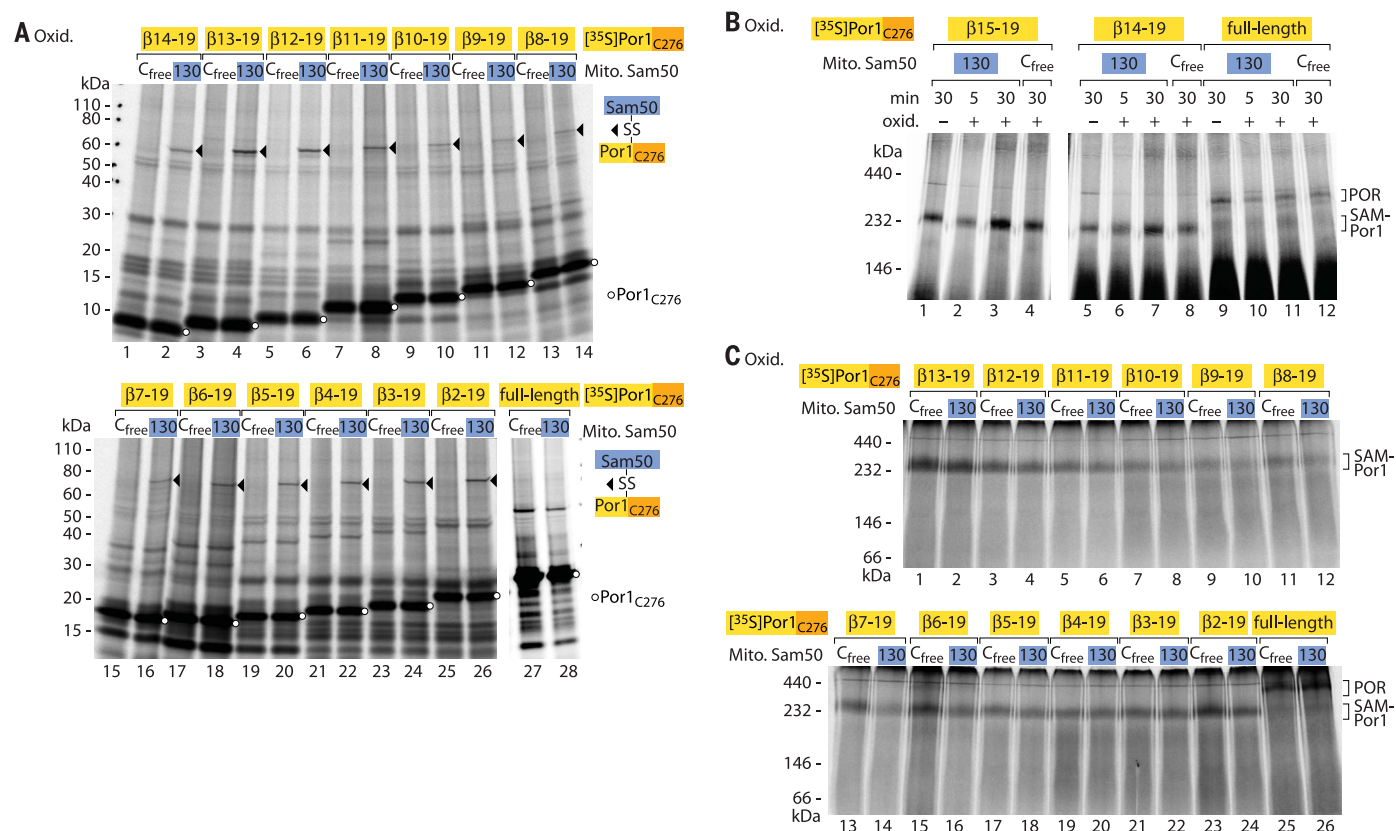 A Oxid.
β14-19 β13-19 β12-19 β11-19 β10-19 β9-19 β8-19 [³⁵S]Por1C276
Cfree 130 Cfree 130 Cfree 130 Cfree 130 Cfree 130 Cfree 130 Cfree 130 Mito. Sam50
kDa
110 -
80 -
60 -
50 -
40 -
30 -
20 -
15 -
10 -
Sam50
◀ SS
Por1C276
○Por1C276
1 2 3 4 5 6 7 8 9 10 11 12 13 14
β7-19 β6-19 β5-19 β4-19 β3-19 β2-19 full-length [³⁵S]Por1C276
Cfree 130 Cfree 130 Cfree 130 Cfree 130 Cfree 130 Cfree 130 Cfree 130 Mito. Sam50
kDa
110 -
80 -
60 -
50 -
40 -
30 -
20 -
15 -
Sam50
◀ SS
Por1C276
○Por1C276
15 16 17 18 19 20 21 22 23 24 25 26 27 28
B Oxid.
[³⁵S]Por1C276 β15-19 β14-19 full-length
Mito. Sam50 130 Cfree 130 Cfree 130 Cfree
min 30 5 30 30 30 5 30 30 30 5 30 30
oxid. − + + + − + + + − + + +
kDa
440 -
232 -
146 -
POR
SAM-
Por1
1 2 3 4 5 6 7 8 9 10 11 12
C Oxid.
[³⁵S]Por1C276 β13-19 β12-19 β11-19 β10-19 β9-19 β8-19
Mito. Sam50 Cfree 130 Cfree 130 Cfree 130 Cfree 130 Cfree 130 Cfree 130
440 -
232 -
146 -
66 -
kDa
SAM-
Por1
1 2 3 4 5 6 7 8 9 10 11 12
[³⁵S]Por1C276 β7-19 β6-19 β5-19 β4-19 β3-19 β2-19 full-length
Mito. Sam50 Cfree 130 Cfree 130 Cfree 130 Cfree 130 Cfree 130 Cfree 130 Cfree 130
440 -
232 -
146 -
66 -
kDa
POR
SAM-
Por1
13 14 15 16 17 18 19 20 21 22 23 24 25 26